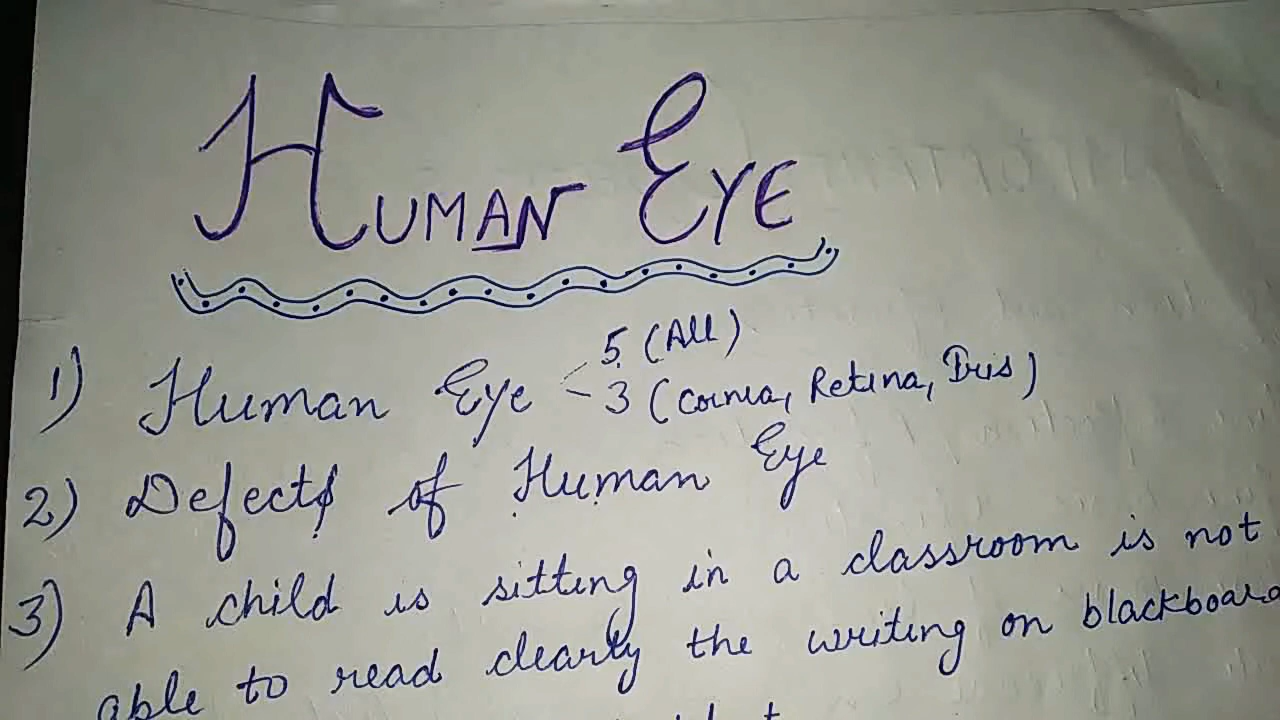 HUMAN EYE
5 (All)
1) Human Eye - 3 (Cornea, Retina, Iris)
2) Defects of Human Eye
3) A child is sitting in a classroom is not
able to read clearly the writing on blackboard